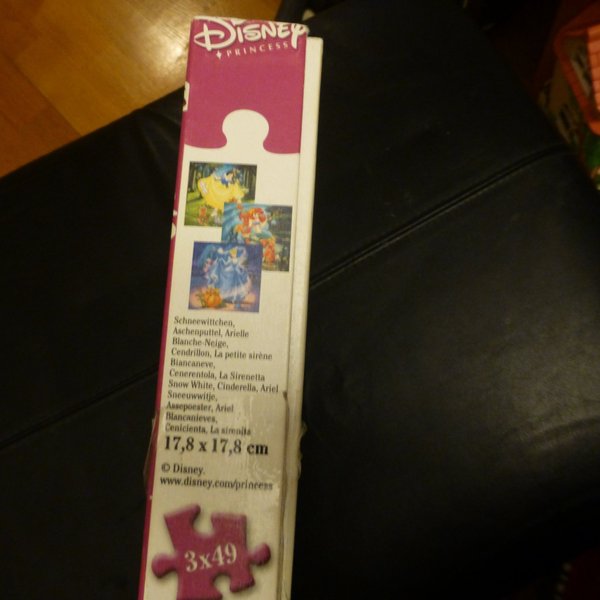 Disney
PRINCESS
Schneewittchen,
Aschenputtel, Arielle
Blanche-Neige,
Cendrillon, La petite sirène
Biancaneve,
Cenerentola, La Sirenetta
Snow White, Cinderella, Ariel
Sneeuwwitje,
Assepoester, Ariel
Blancanieves,
Cenicienta, La sirenita
17,8 x 17,8 cm
© Disney.
www.disney.com/princess
3x49